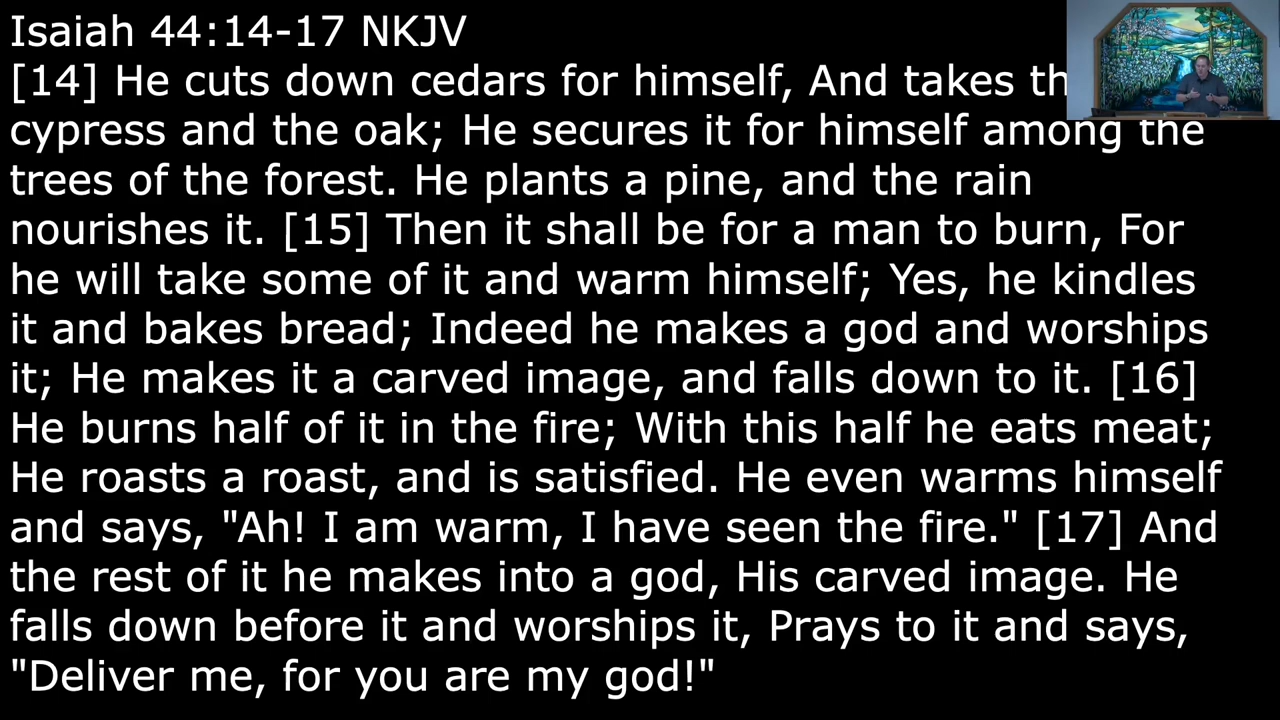 Isaiah 44:14-17 NKJV
[14] He cuts down cedars for himself, And takes
cypress and the oak; He secures it for himself among the
trees of the forest. He plants a pine, and the rain
nourishes it. [15] Then it shall be for a man to burn, For
he will take some of it and warm himself; Yes, he kindles
it and bakes bread; Indeed he makes a god and worships
it; He makes it a carved image, and falls down to it. [16]
He burns half of it in the fire; With this half he eats meat;
He roasts a roast, and is satisfied. He even warms himself
and says, "Ah! I am warm, I have seen the fire." [17] And
the rest of it he makes into a god, His carved image. He
falls down before it and worships it, Prays to it and says,
"Deliver me, for you are my god!"